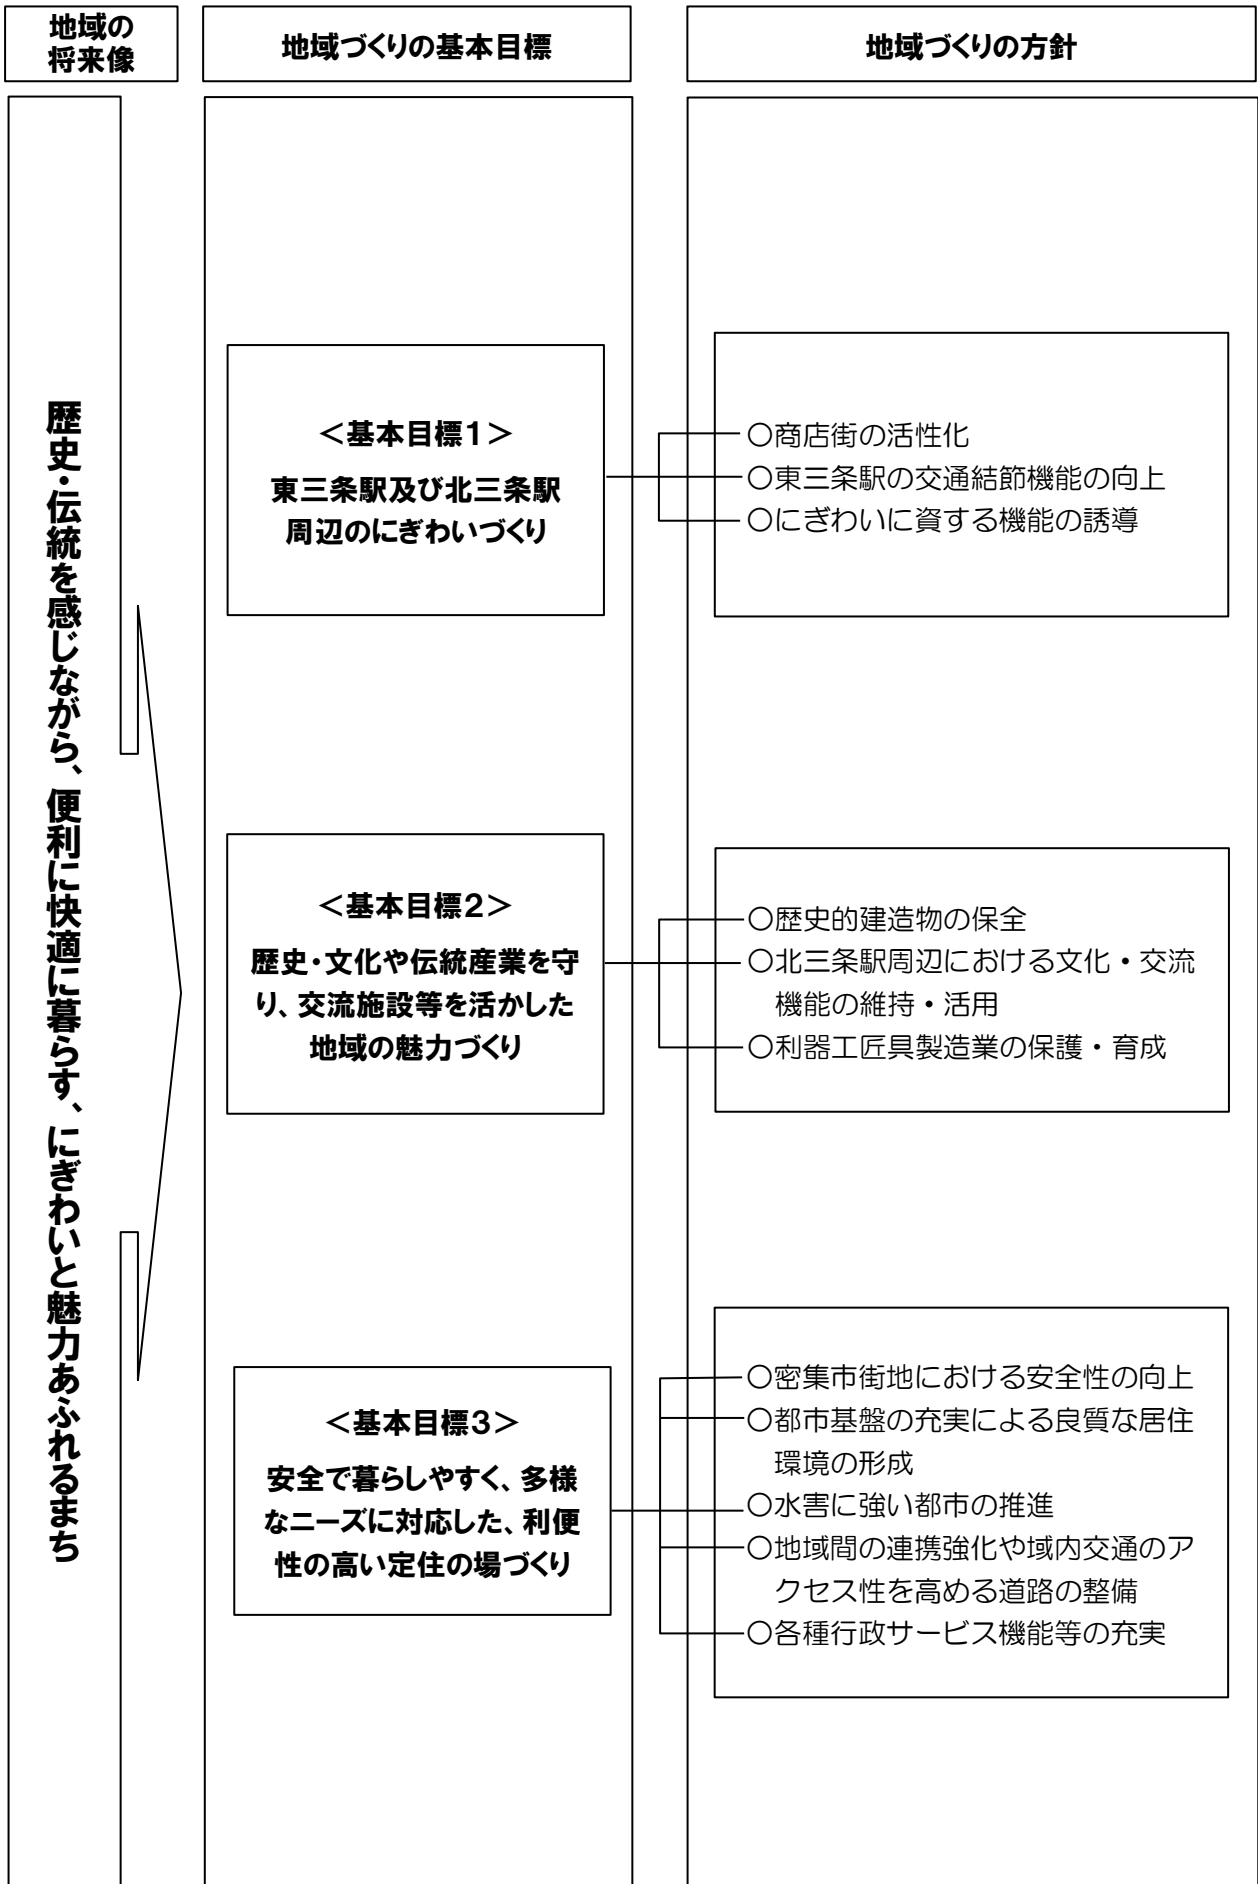 地域の
将来像
地域づくりの基本目標
地域づくりの方針
歴史・伝統を感じながら、便利に快適に暮らす、にぎわいと魅力あふれるまち
＜基本目標１＞
東三条駅及び北三条駅
周辺のにぎわいづくり
○商店街の活性化
○東三条駅の交通結節機能の向上
○にぎわいに資する機能の誘導
＜基本目標２＞
歴史・文化や伝統産業を守
り、交流施設等を活かした
地域の魅力づくり
○歴史的建造物の保全
○北三条駅周辺における文化・交流
機能の維持・活用
○利器工匠具製造業の保護・育成
＜基本目標３＞
安全で暮らしやすく、多様
なニーズに対応した、利便
性の高い定住の場づくり
○密集市街地における安全性の向上
○都市基盤の充実による良質な居住
環境の形成
○水害に強い都市の推進
○地域間の連携強化や域内交通のア
クセス性を高める道路の整備
○各種行政サービス機能等の充実